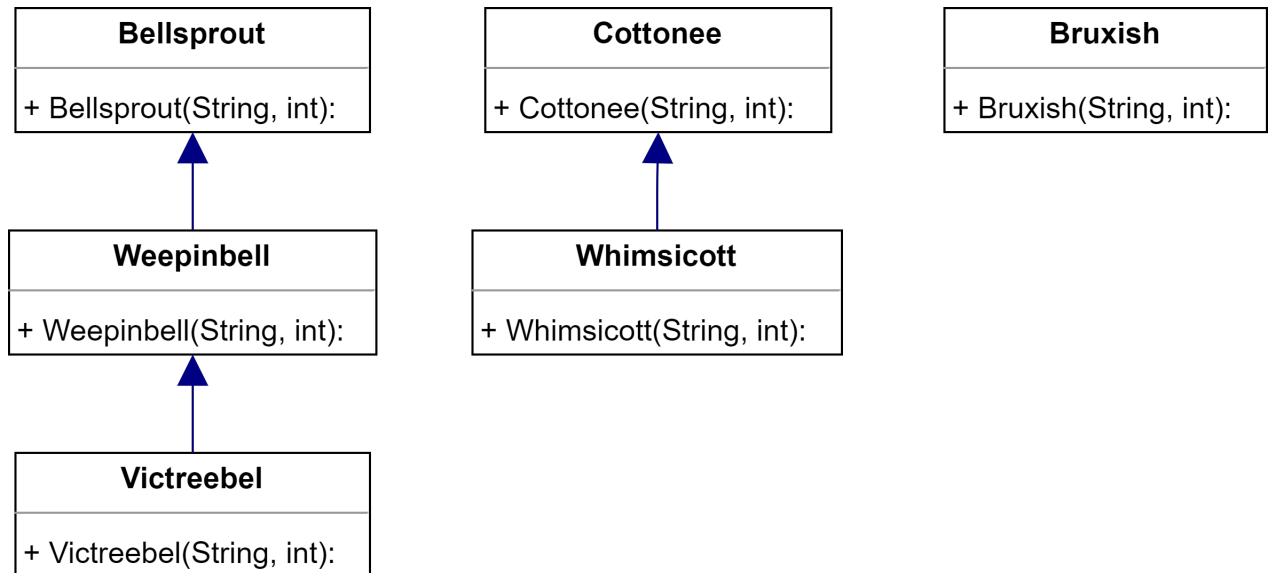 Bellsprout
+ Bellsprout(String, int):
Cottonee
+ Cottonee(String, int):
Bruxish
+ Bruxish(String, int):
Weepinbell
+ Weepinbell(String, int):
Whimsicott
+ Whimsicott(String, int):
Victreebel
+ Victreebel(String, int):